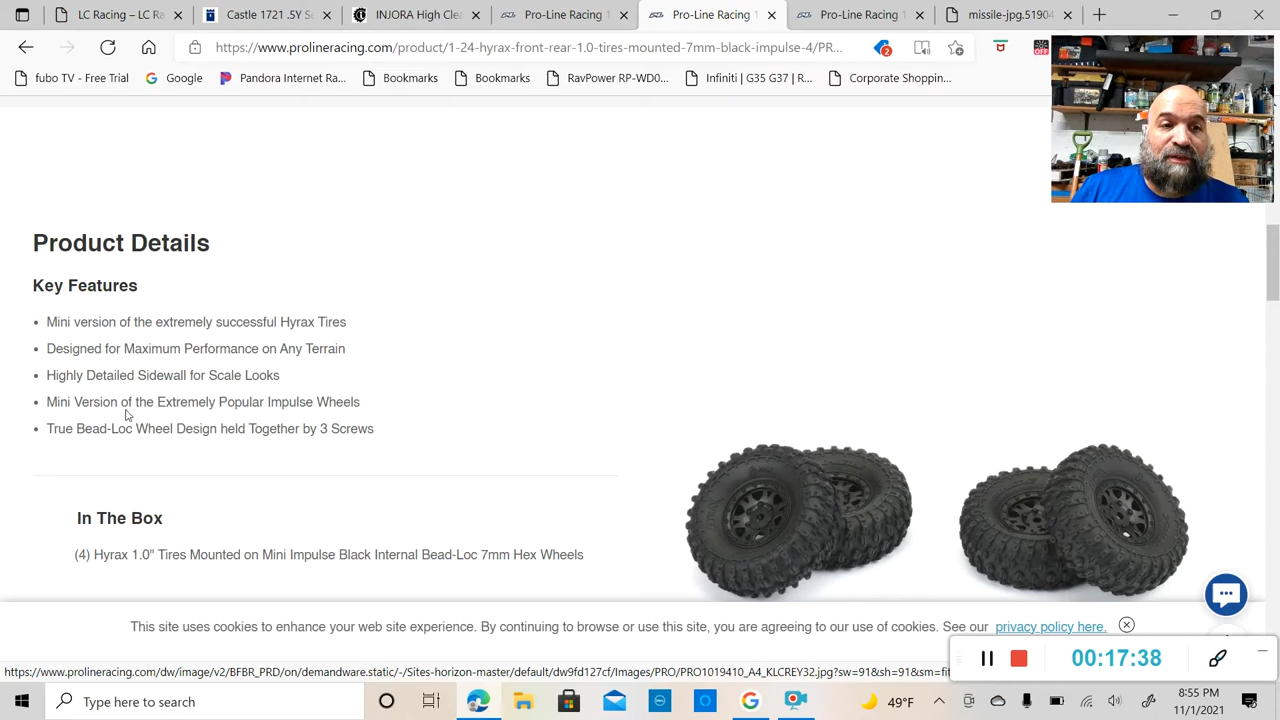 LC Racing – LC Ra
Castle 1721 .5Y Se
INJORA High Clea
Pro-Line Racing 1
Pro-Line Racing 1
Pro-Line Racing 1
missile-jpg.51904
https://www.prolineracing.com/product/1-24-hyrax-front-rear-1.0-tires-mounted-7mm-black-impulse-4/PR...
2
OFF
fubo TV - Free Trial
Google
Pandora Internet Ra...
Bookmarks
Bookmarks
RavPower RP-WD0...
Infiniti | G35 G37
Corporate Shoppin...
Product Details
Key Features
• Mini version of the extremely successful Hyrax Tires
• Designed for Maximum Performance on Any Terrain
• Highly Detailed Sidewall for Scale Looks
• Mini Version of the Extremely Popular Impulse Wheels
• True Bead-Loc Wheel Design held Together by 3 Screws
In The Box
(4) Hyrax 1.0" Tires Mounted on Mini Impulse Black Internal Bead-Loc 7mm Hex Wheels
This site uses cookies to enhance your web site experience. By continuing to browse or use this site, you are agreeing to our use of cookies. See our privacy policy here.
00:17:38
https://www.prolineracing.com/dw/image/v2/BFBR_PRD/on/demandware.static/-/Sites-horizon-master/default/dw9fd127cf/Images/PRO/PRO1019410_A4_KLCREY32.jpg?sw=91&sh=91&sm=fit
Type here to search
49°F
8:55 PM
11/1/2021